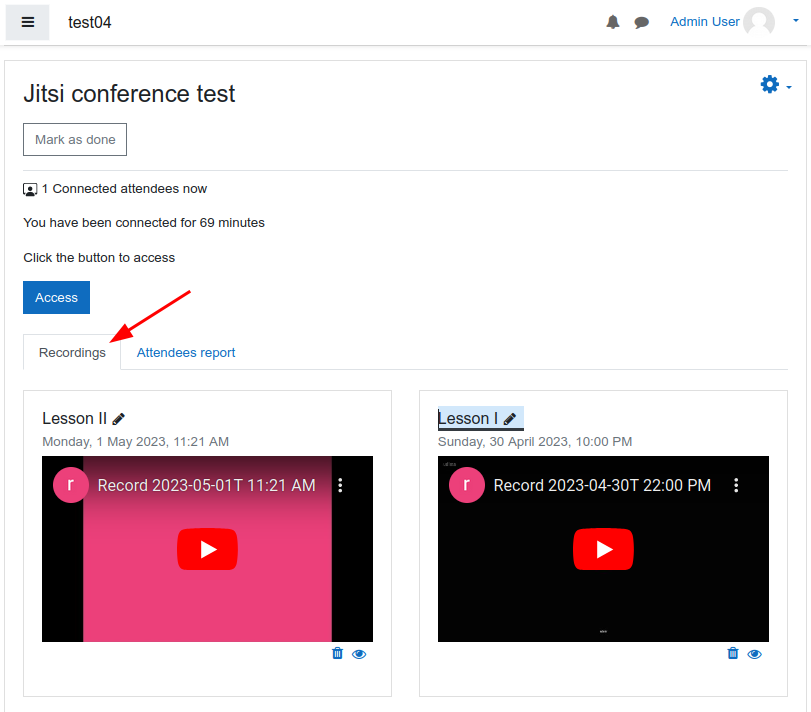 test04
Admin User
Jitsi conference test
Mark as done
1 Connected attendees now
You have been connected for 69 minutes
Click the button to access
Access
Recordings
Attendees report
Lesson II
Monday, 1 May 2023, 11:21 AM
r
Record 2023-05-01T 11:21 AM
Lesson I
Sunday, 30 April 2023, 10:00 PM
r
Record 2023-04-30T 22:00 PM